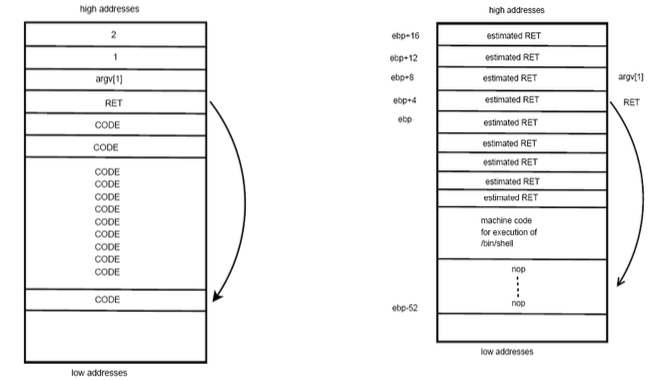 high addresses
2
1
argv[1]
RET
CODE
CODE
CODE
CODE
CODE
CODE
CODE
CODE
CODE
CODE
CODE
CODE
low addresses
high addresses
ebp+16
estimated RET
ebp+12
estimated RET
ebp+8
estimated RET
argv[1]
ebp+4
estimated RET
RET
ebp
estimated RET
estimated RET
estimated RET
estimated RET
estimated RET
machine code
for execution of
/bin/shell
nop
nop
ebp-52
low addresses